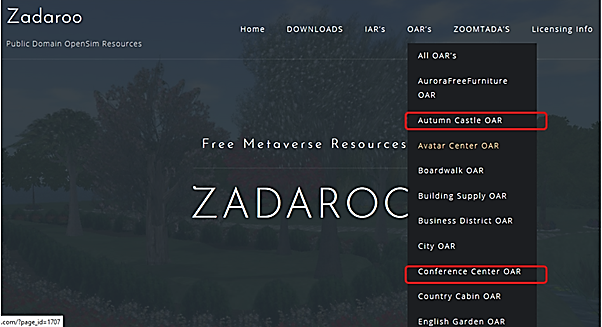 Zadaroo
Public Domain OpenSim Resources
Home DOWNLOADS IAR's OAR's ZOOMTADA'S Licensing Info
All OAR's
AuroraFreeFurniture
OAR
Autumn Castle OAR
Avatar Center OAR
Boardwalk OAR
Building Supply OAR
Business District OAR
City OAR
Conference Center OAR
Country Cabin OAR
English Garden OAR
Free Metaverse Resources
ZADAROO
.com/?page_id=1707